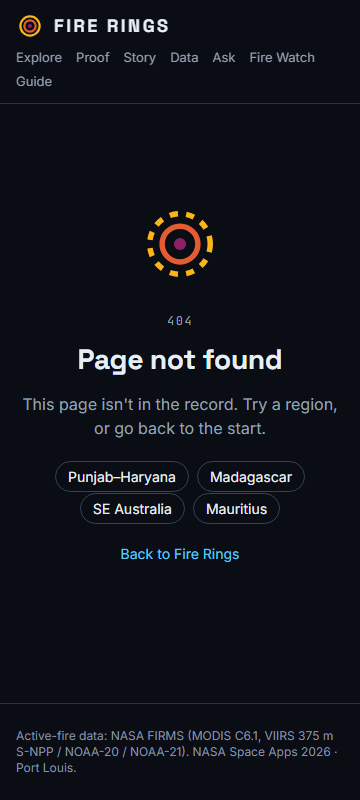 FIRE RINGS
Explore Proof Story Data Ask Fire Watch
Guide
404
Page not found
This page isn't in the record. Try a region,
or go back to the start.
Punjab–Haryana Madagascar
SE Australia Mauritius
Back to Fire Rings
Active-fire data: NASA FIRMS (MODIS C6.1, VIIRS 375 m
S-NPP / NOAA-20 / NOAA-21). NASA Space Apps 2026 ·
Port Louis.